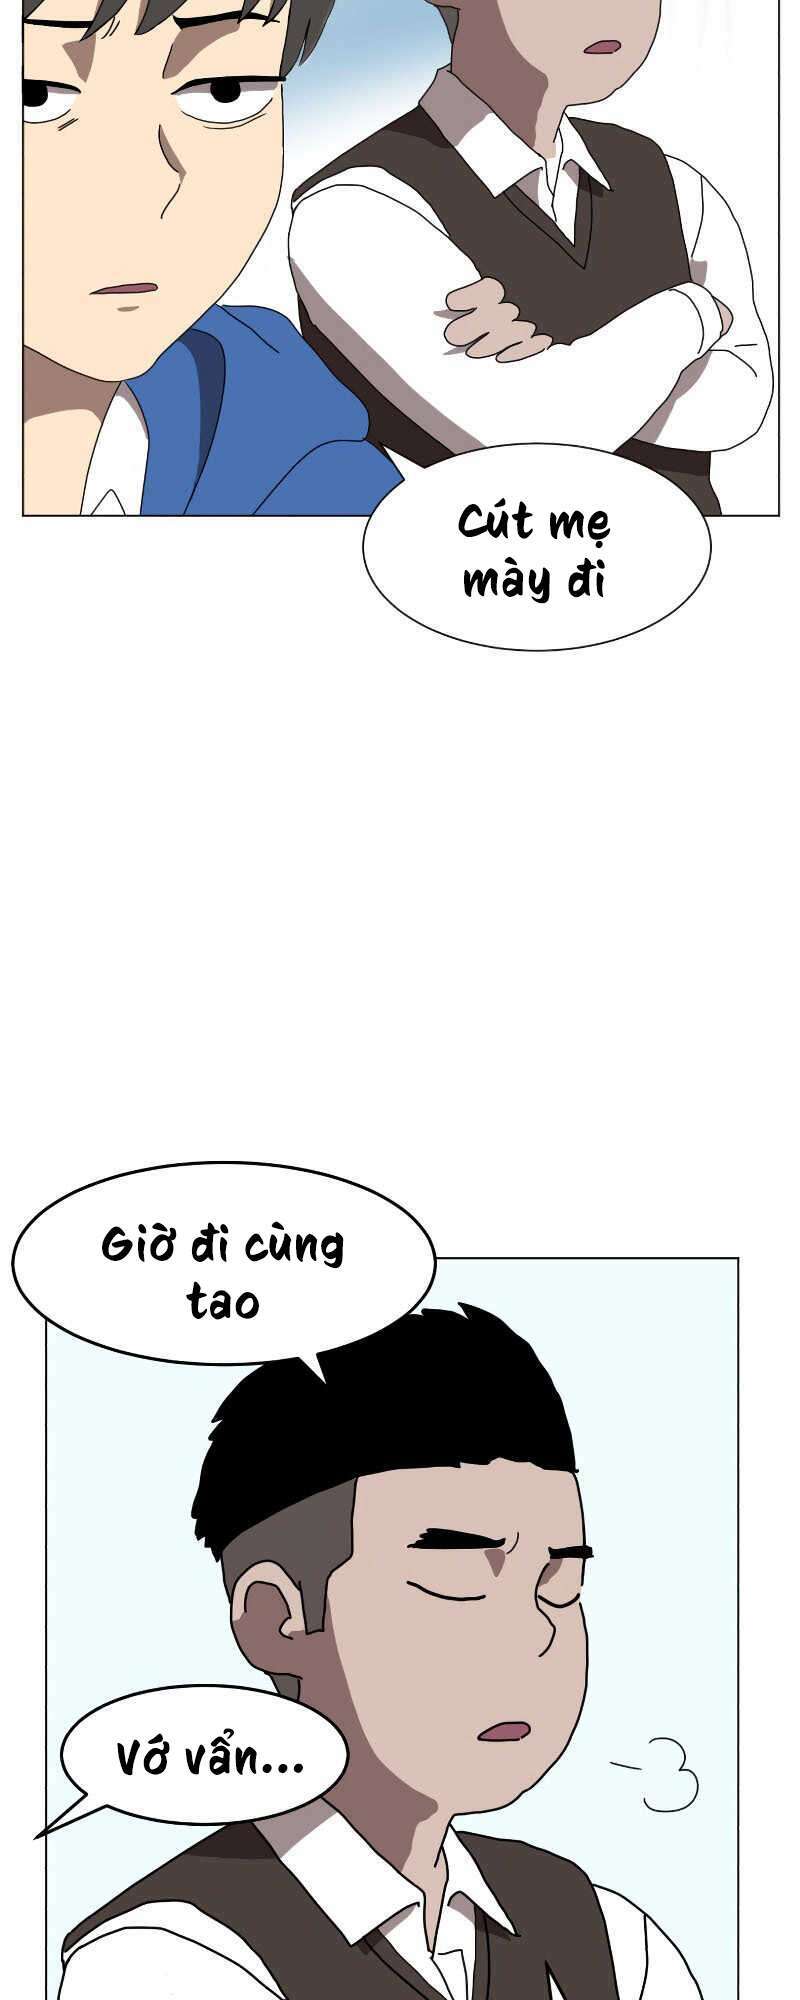 Cút mẹ
mày đi
Giờ đi cùng
tao
Vớ vẩn...